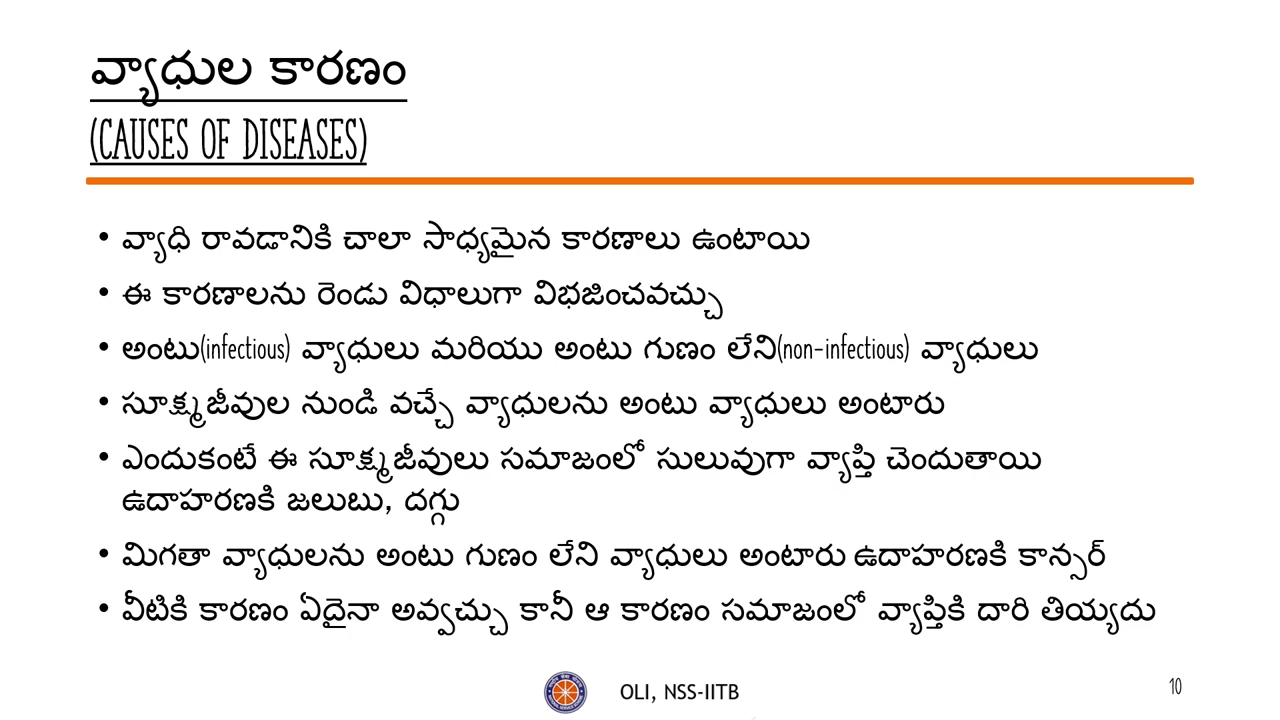 వ్యాధుల కారణం
(CAUSES OF DISEASES)
• వ్యాధి రావడానికి చాలా సాధ్యమైన కారణాలు ఉంటాయి
• ఈ కారణాలను రెండు విధాలుగా విభజించవచ్చు
• అంటు(infectious) వ్యాధులు మరియు అంటు గుణం లేని(non-infectious) వ్యాధులు
• సూక్ష్మజీవుల నుండి వచ్చే వ్యాధులను అంటు వ్యాధులు అంటారు
• ఎందుకంటే ఈ సూక్ష్మజీవులు సమాజంలో సులువుగా వ్యాప్తి చెందుతాయి
ఉదాహరణకి జలుబు, దగ్గు
• మిగతా వ్యాధులను అంటు గుణం లేని వ్యాధులు అంటారు ఉదాహరణకి కాన్సర్
• వీటికి కారణం ఏదైనా అవ్వచ్చు కానీ ఆ కారణం సమాజంలో వ్యాప్తికి దారి తియ్యదు
OLI, NSS-IITB
10